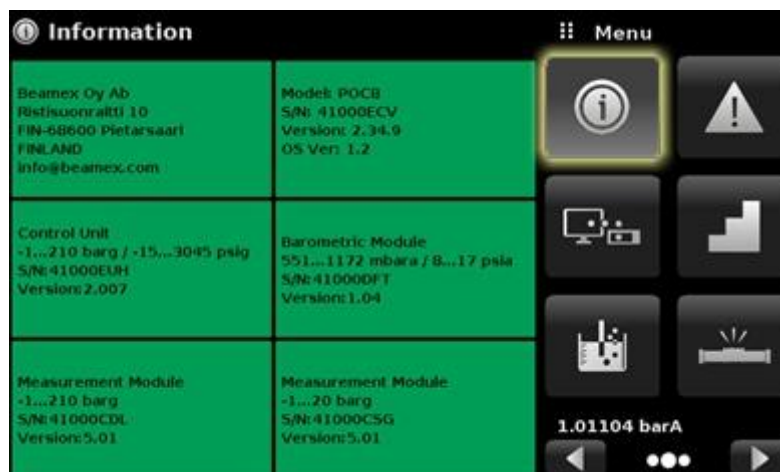 Information
Menu
Beamex Oy Ab
Ristisuonraitti 10
FIN-68600 Pietarsaari
FINLAND
info@beamex.com
Model: POC8
S/N: 41000ECV
Version: 2.34.9
OS Ver: 1.2
Control Unit
-1...210 barg / -15...3045 psig
S/N:41000EUH
Version:2.007
Barometric Module
551...1172 mbara / 8...17 psia
S/N:41000DFT
Version:1.04
Measurement Module
-1...210 barg
S/N:41000CDL
Version:5.01
Measurement Module
-1...20 barg
S/N:41000CSG
Version:5.01
1.01104 barA